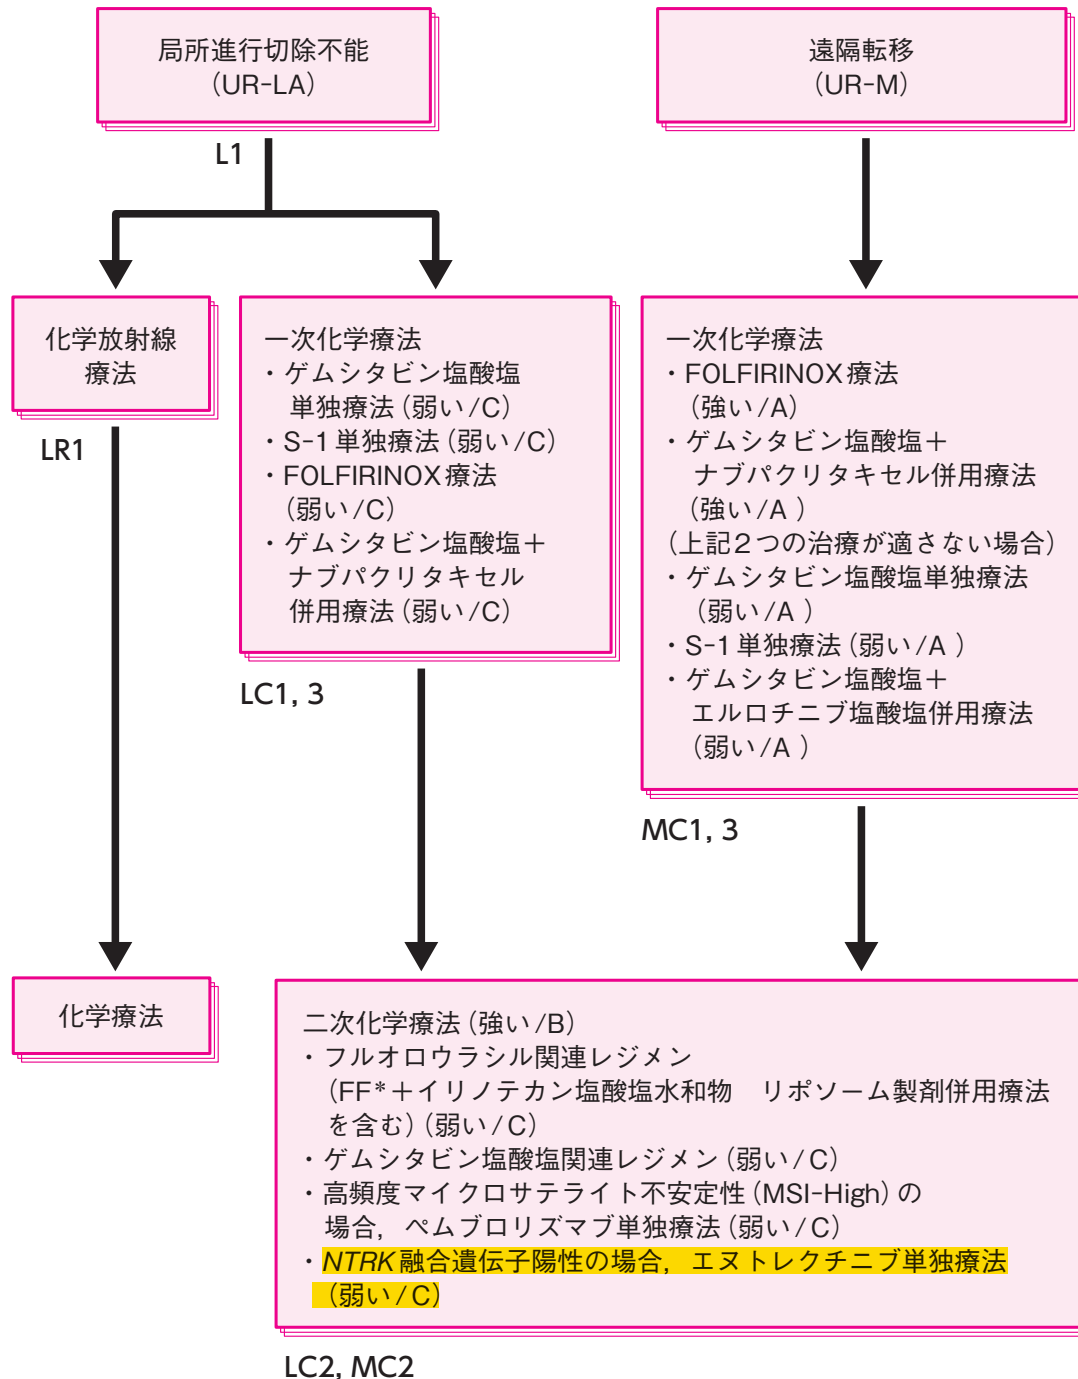 局所進行切除不能
（UR-LA）
遠隔転移
（UR-M）
L1
化学放射線
療法
LR1
一次化学療法
・ゲムシタビン塩酸塩
単独療法（弱い/C）
・S-1単独療法（弱い/C）
・FOLFIRINOX療法
（弱い/C）
・ゲムシタビン塩酸塩＋
ナブパクリタキセル
併用療法（弱い/C）
LC1, 3
一次化学療法
・FOLFIRINOX療法
（強い/A）
・ゲムシタビン塩酸塩＋
ナブパクリタキセル併用療法
（強い/A ）
（上記2つの治療が適さない場合）
・ゲムシタビン塩酸塩単独療法
（弱い/A ）
・S-1単独療法（弱い/A ）
・ゲムシタビン塩酸塩＋
エルロチニブ塩酸塩併用療法
（弱い/A ）
MC1, 3
化学療法
二次化学療法（強い/B）
・フルオロウラシル関連レジメン
（FF*＋イリノテカン塩酸塩水和物　リポソーム製剤併用療法
を含む）（弱い/C）
・ゲムシタビン塩酸塩関連レジメン（弱い/C）
・高頻度マイクロサテライト不安定性（MSI-High）の
場合，ペムブロリズマブ単独療法（弱い/C）
・NTRK融合遺伝子陽性の場合，エヌトレクチニブ単独療法
（弱い/C）
LC2, MC2